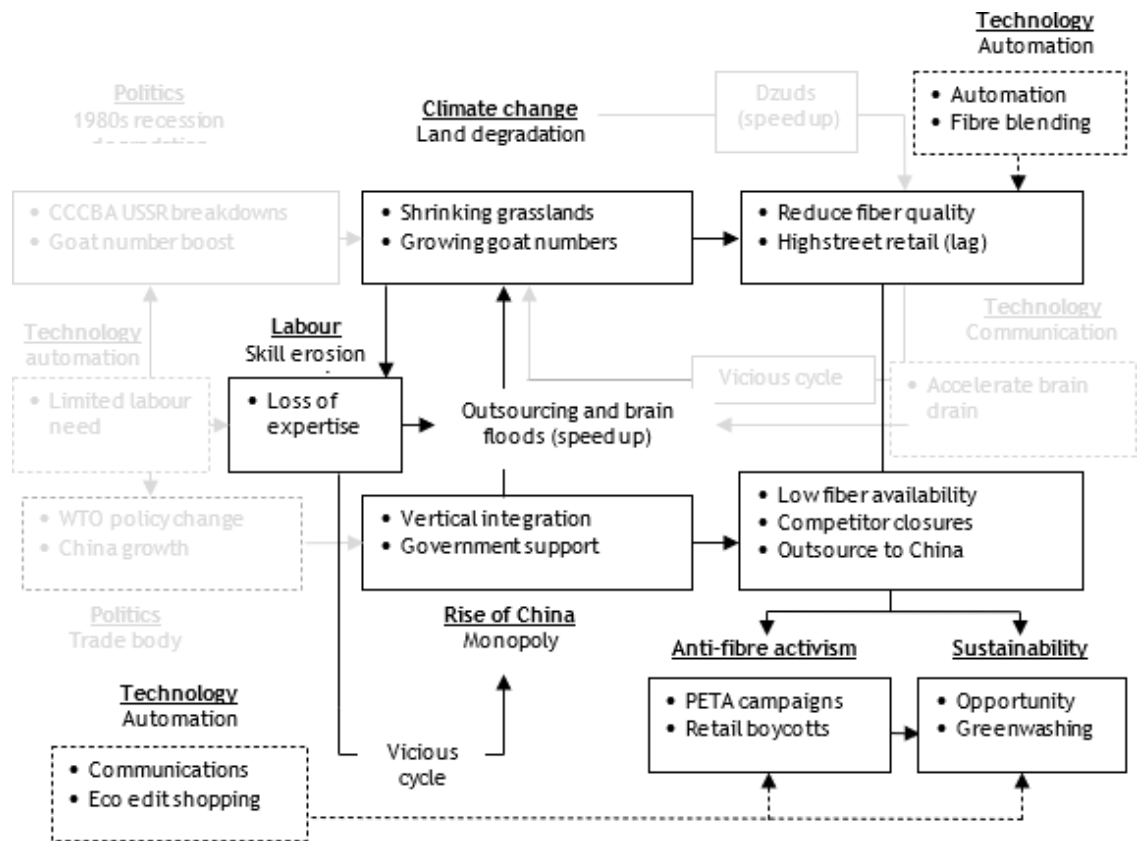 Technology
Automation
• Automation
• Fibre blending
Politics
1980s recession
degradation
Climate change
Land degradation
Dzuds
(speed up)
• CCCBA USSR breakdowns
• Goat number boost
• Shrinking grasslands
• Growing goat numbers
• Reduce fiber quality
• High street retail (lag)
Technology
automation
Labour
Skill erosion
Technology
Communication
• Limited labour
need
• Loss of
expertise
Outsourcing and brain
floods (speed up)
Vicious cycle
• Accelerate brain
drain
• WTO policy change
• China growth
• Vertical integration
• Government support
• Low fiber availability
• Competitor closures
• Outsource to China
Politics
Trade body
Rise of China
Monopoly
Anti-fibre activism
Sustainability
Technology
Automation
• PETA campaigns
• Retail boycotts
• Opportunity
• Greenwashing
• Communications
• Eco edit shopping
Vicious
cycle